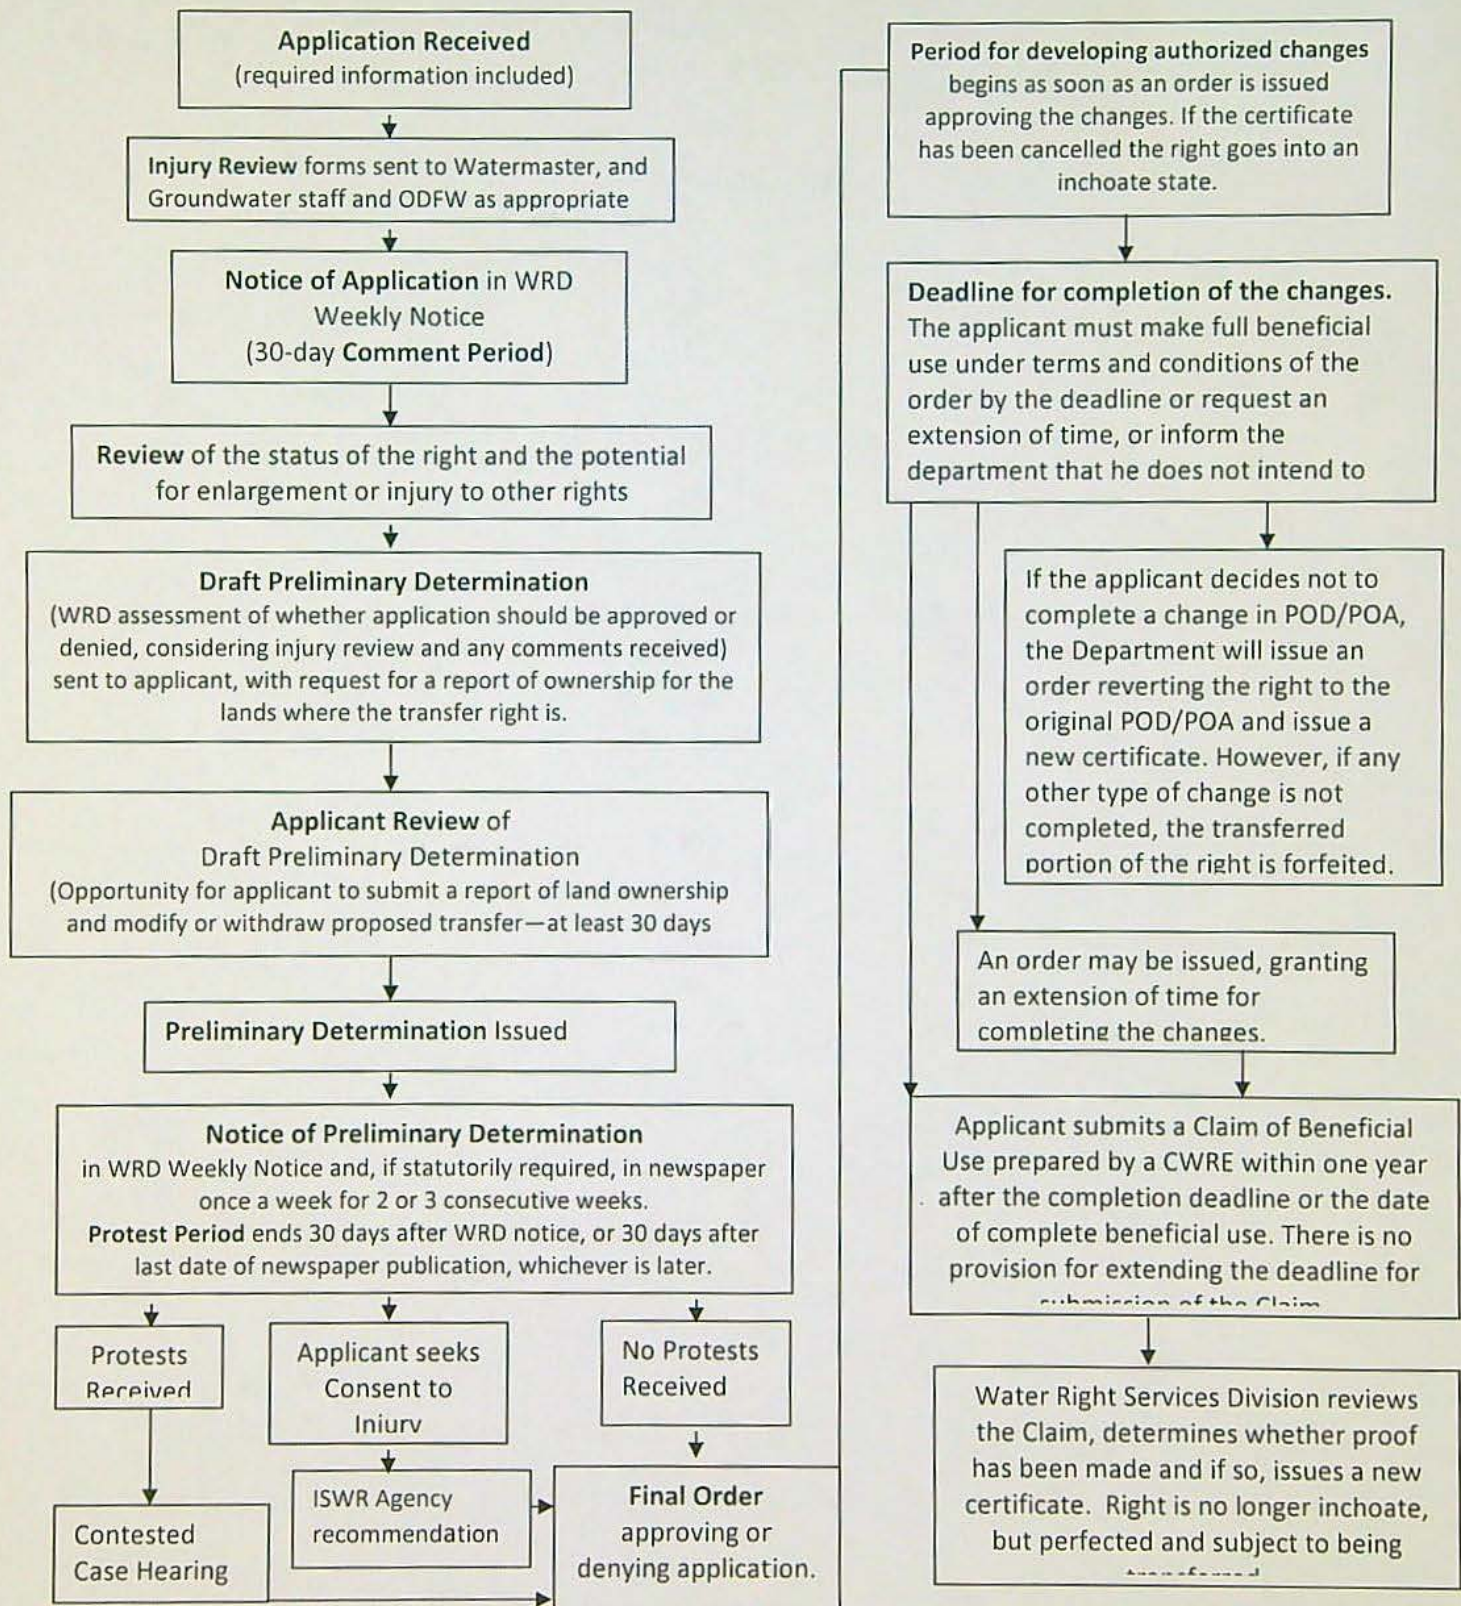 Application Received
(required information included)
Injury Review forms sent to Watermaster, and
Groundwater staff and ODFW as appropriate
Notice of Application in WRD
Weekly Notice
(30-day Comment Period)
Review of the status of the right and the potential
for enlargement or injury to other rights
Draft Preliminary Determination
(WRD assessment of whether application should be approved or
denied, considering injury review and any comments received)
sent to applicant, with request for a report of ownership for the
lands where the transfer right is.
Applicant Review of
Draft Preliminary Determination
(Opportunity for applicant to submit a report of land ownership
and modify or withdraw proposed transfer—at least 30 days
Preliminary Determination Issued
Notice of Preliminary Determination
in WRD Weekly Notice and, if statutorily required, in newspaper
once a week for 2 or 3 consecutive weeks.
Protest Period ends 30 days after WRD notice, or 30 days after
last date of newspaper publication, whichever is later.
Protests
Received
Applicant seeks
Consent to
Injury
No Protests
Received
Contested
Case Hearing
ISWR Agency
recommendation
Final Order
approving or
denying application.
Period for developing authorized changes
begins as soon as an order is issued
approving the changes. If the certificate
has been cancelled the right goes into an
inchoate state.
Deadline for completion of the changes.
The applicant must make full beneficial
use under terms and conditions of the
order by the deadline or request an
extension of time, or inform the
department that he does not intend to
If the applicant decides not to
complete a change in POD/POA,
the Department will issue an
order reverting the right to the
original POD/POA and issue a
new certificate. However, if any
other type of change is not
completed, the transferred
portion of the right is forfeited.
An order may be issued, granting
an extension of time for
completing the changes.
Applicant submits a Claim of Beneficial
Use prepared by a CWRE within one year
after the completion deadline or the date
of complete beneficial use. There is no
provision for extending the deadline for
submission of the Claim
Water Right Services Division reviews
the Claim, determines whether proof
has been made and if so, issues a new
certificate. Right is no longer inchoate,
but perfected and subject to being